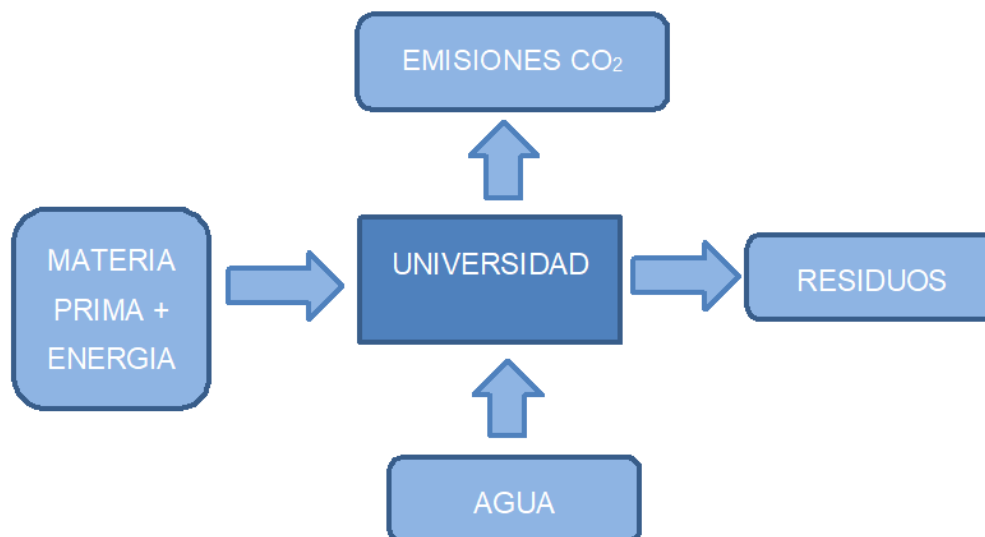 EMISIONES CO₂
MATERIA
PRIMA +
ENERGIA
UNIVERSIDAD
RESIDUOS
AGUA